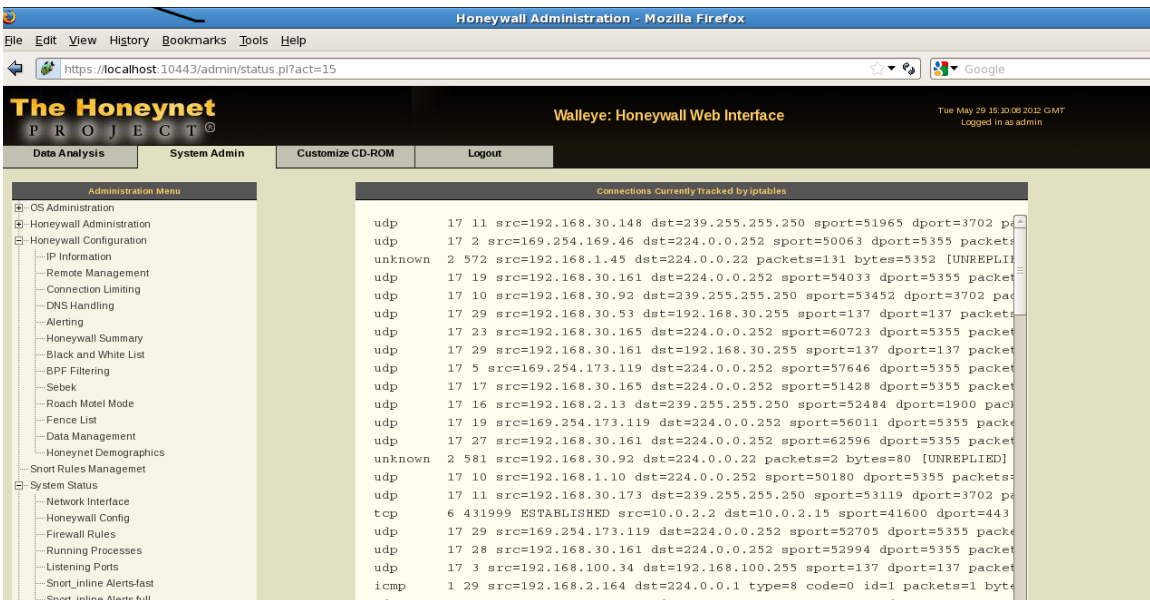 Honeywall Administration - Mozilla Firefox
File Edit View History Bookmarks Tools Help
https://localhost:10443/admin/status.pl?act=15
Google
The Honeynet
PROJECT®
Walleye: Honeywall Web Interface
Tue May 29 15:10:08 2012 GMT
Logged in as admin
Data Analysis System Admin Customize CD-ROM Logout
Administration Menu
OS Administration
Honeywall Administration
Honeywall Configuration
IP Information
Remote Management
Connection Limiting
DNS Handling
Alerting
Honeywall Summary
Black and White List
BPF Filtering
Sebek
Roach Motel Mode
Fence List
Data Management
Honeynet Demographics
Snort Rules Managemet
System Status
Network Interface
Honeywall Config
Firewall Rules
Running Processes
Listening Ports
Snort_inline Alerts-fast
Snort_inline Alerts full
Connections Currently Tracked by iptables
udp 17 11 src=192.168.30.148 dst=239.255.255.250 sport=51965 dport=3702 pa
udp 17 2 src=169.254.169.46 dst=224.0.0.252 sport=50063 dport=5355 packets
unknown 2 572 src=192.168.1.45 dst=224.0.0.22 packets=131 bytes=5352 [UNREPLIE
udp 17 19 src=192.168.30.161 dst=224.0.0.252 sport=54033 dport=5355 packet
udp 17 10 src=192.168.30.92 dst=239.255.255.250 sport=53452 dport=3702 pac
udp 17 29 src=192.168.30.53 dst=192.168.30.255 sport=137 dport=137 packets
udp 17 23 src=192.168.30.165 dst=224.0.0.252 sport=60723 dport=5355 packet
udp 17 29 src=192.168.30.161 dst=192.168.30.255 sport=137 dport=137 packet
udp 17 5 src=169.254.173.119 dst=224.0.0.252 sport=57646 dport=5355 packet
udp 17 17 src=192.168.30.165 dst=224.0.0.252 sport=51428 dport=5355 packet
udp 17 16 src=192.168.2.13 dst=239.255.255.250 sport=52484 dport=1900 pack
udp 17 19 src=169.254.173.119 dst=224.0.0.252 sport=56011 dport=5355 packe
udp 17 27 src=192.168.30.161 dst=224.0.0.252 sport=62596 dport=5355 packet
unknown 2 581 src=192.168.30.92 dst=224.0.0.22 packets=2 bytes=80 [UNREPLIED]
udp 17 10 src=192.168.1.10 dst=224.0.0.252 sport=50180 dport=5355 packets=
udp 17 11 src=192.168.30.173 dst=239.255.255.250 sport=53119 dport=3702 pa
tcp 6 431999 ESTABLISHED src=10.0.2.2 dst=10.0.2.15 sport=41600 dport=443
udp 17 29 src=169.254.173.119 dst=224.0.0.252 sport=52705 dport=5355 packe
udp 17 28 src=192.168.30.161 dst=224.0.0.252 sport=52994 dport=5355 packet
udp 17 3 src=192.168.100.34 dst=192.168.100.255 sport=137 dport=137 packet
icmp 1 29 src=192.168.2.164 dst=224.0.0.1 type=8 code=0 id=1 packets=1 byte